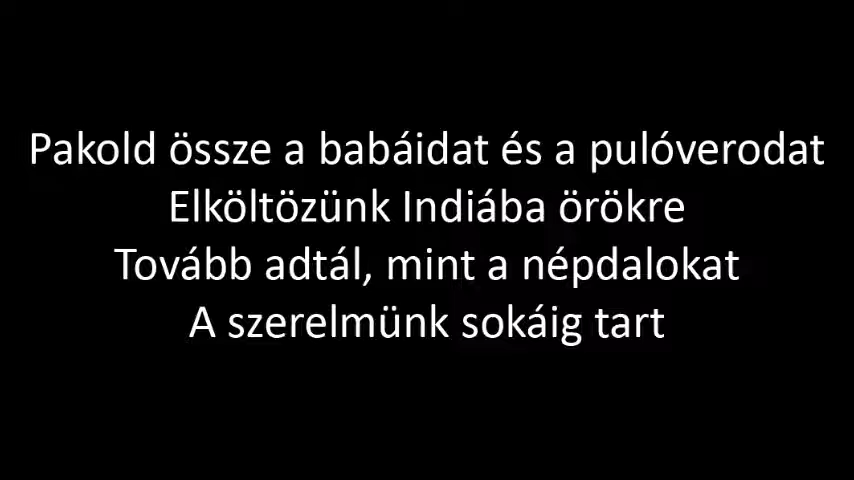 Pakold össze a babáidat és a pulóverodat
Elköltözünk Indiába örökre
Tovább adtál, mint a népdalokat
A szerelmünk sokáig tart